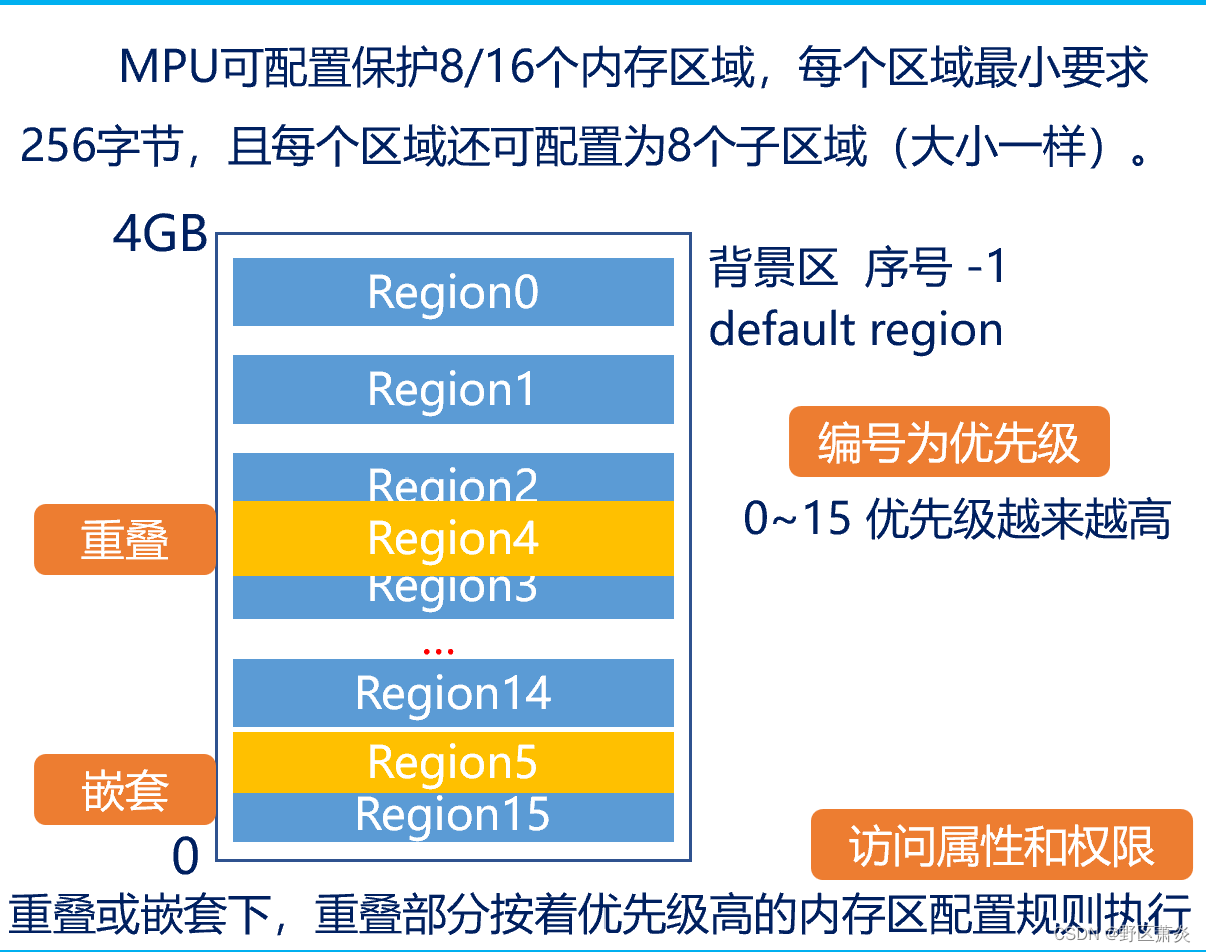 MPU可配置保护8/16个内存区域，每个区域最小要求
256字节，且每个区域还可配置为8个子区域（大小一样）。
4GB
Region0
背景区 序号 -1
default region
Region1
编号为优先级
Region2
0~15 优先级越来越高
重叠
Region4
Region3
...
Region14
嵌套
Region5
Region15
0
访问属性和权限
重叠或嵌套下，重叠部分按着优先级高的内存区配置规则执行
CSDN @野区萧炎